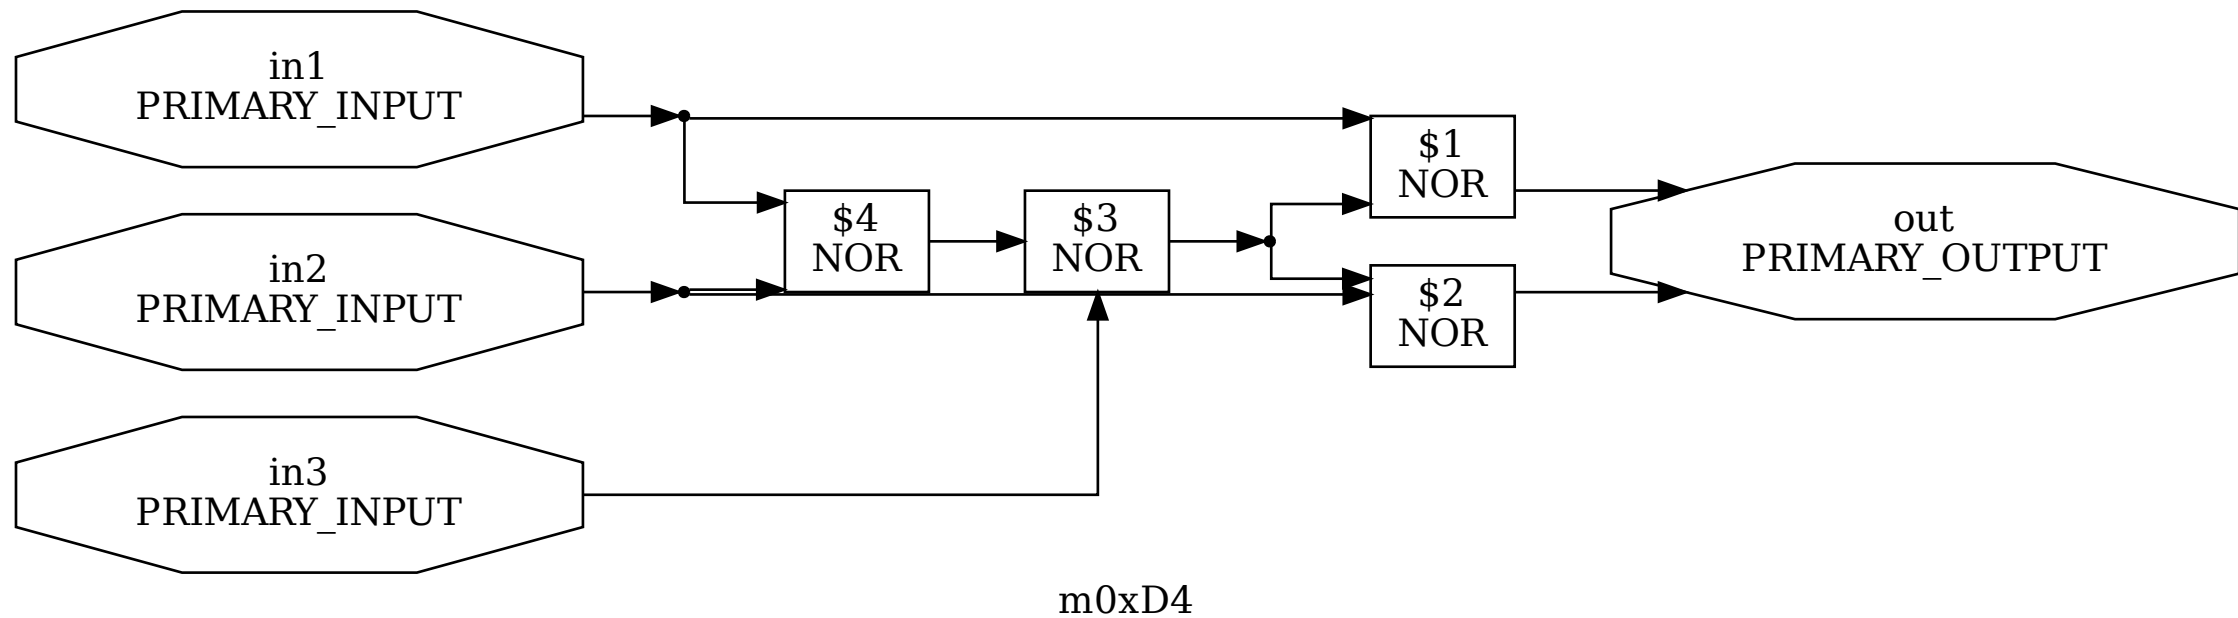 in1
PRIMARY_INPUT
in2
PRIMARY_INPUT
in3
PRIMARY_INPUT
$4
NOR
$3
NOR
$1
NOR
$2
NOR
out
PRIMARY_OUTPUT
m0xD4